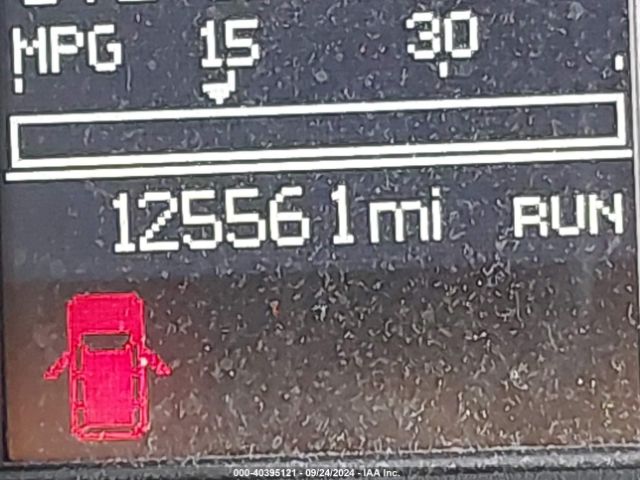 MPG 15 30
125561 mi RUN
000-40395121 - 09/24/2024 - IAA Inc.